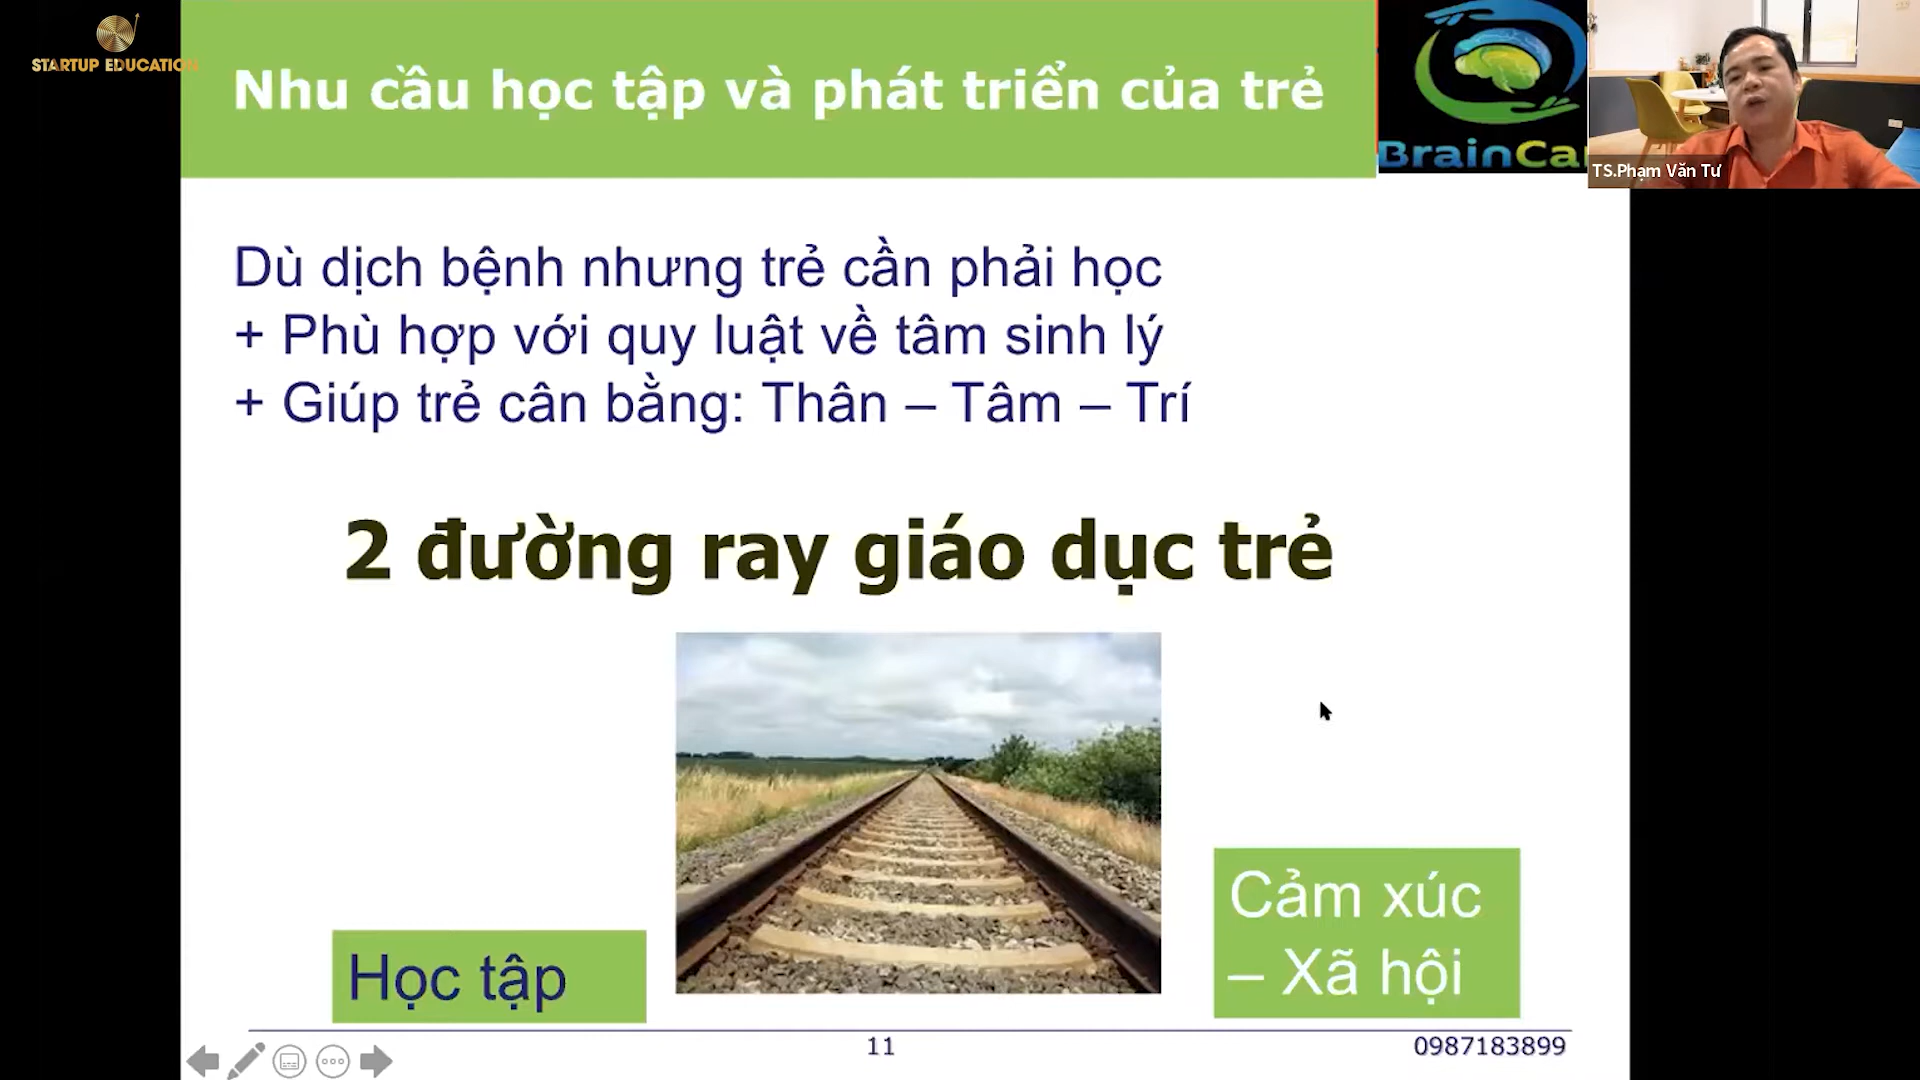 STARTUP EDUCATION
Nhu cầu học tập và phát triển của trẻ
BrainCa
TS.Phạm Văn Tư
Dù dịch bệnh nhưng trẻ cần phải học
+ Phù hợp với quy luật về tâm sinh lý
+ Giúp trẻ cân bằng: Thân – Tâm – Trí
2 đường ray giáo dục trẻ
Cảm xúc
– Xã hội
Học tập
11
0987183899